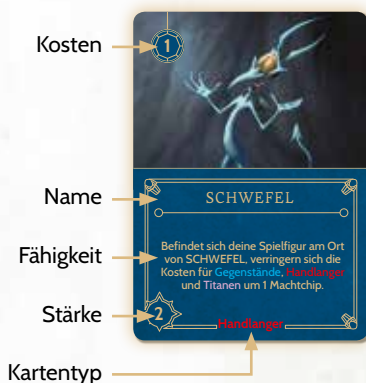 Kosten
1
Name
SCHWEFEL
Fähigkeit
Befindet sich deine Spielfigur am Ort
von SCHWEFEL, verringern sich die
Kosten für Gegenstände, Handlanger
und Titanen um 1 Machtchip.
Stärke
2
Handlanger
Kartentyp